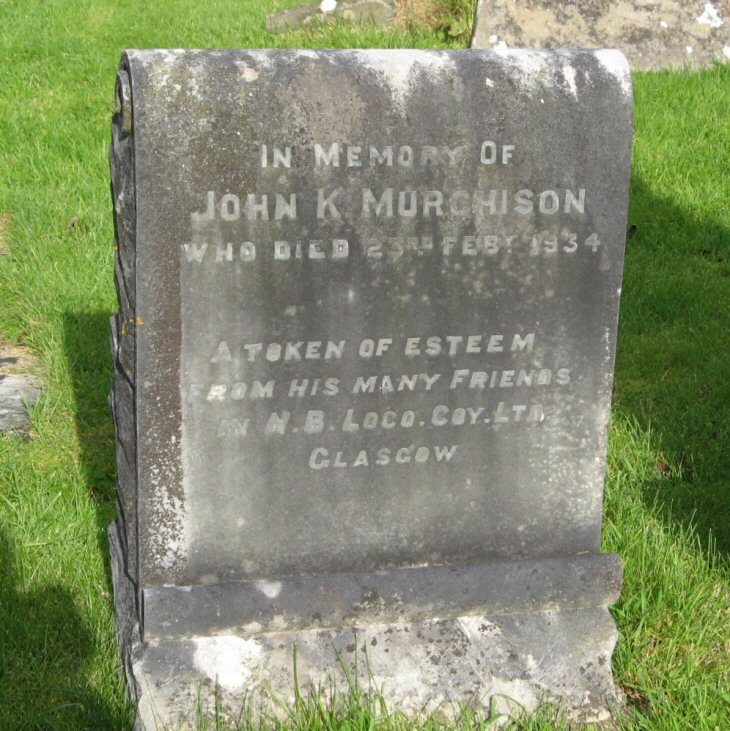 IN MEMORY OF
JOHN K MURCHISON
WHO DIED 23RD FEBY 1934
A TOKEN OF ESTEEM
FROM HIS MANY FRIENDS
IN N.B. LOCO. COY. LTD.
GLASGOW